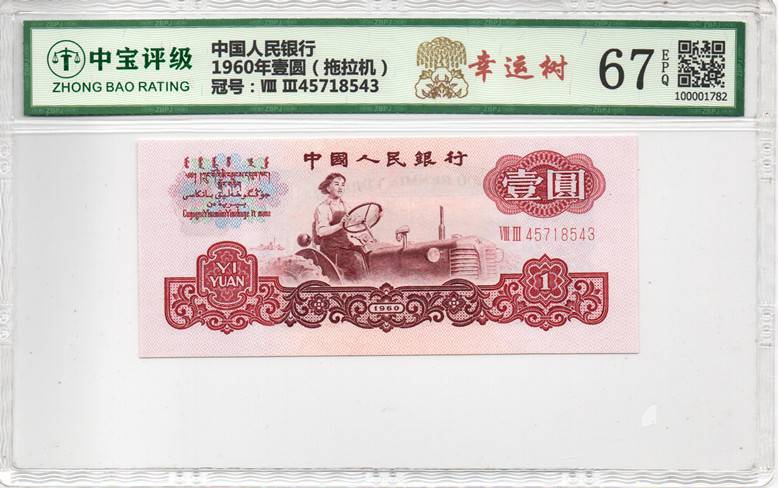 中宝评级
ZHONG BAO RATING
中国人民银行
1960年壹圆（拖拉机）
冠号：Ⅷ Ⅲ45718543
幸运树
67
EPQ
100001782
中國人民銀行
壹圓
Ⅷ Ⅲ 45718543
YI
YUAN
1960
1